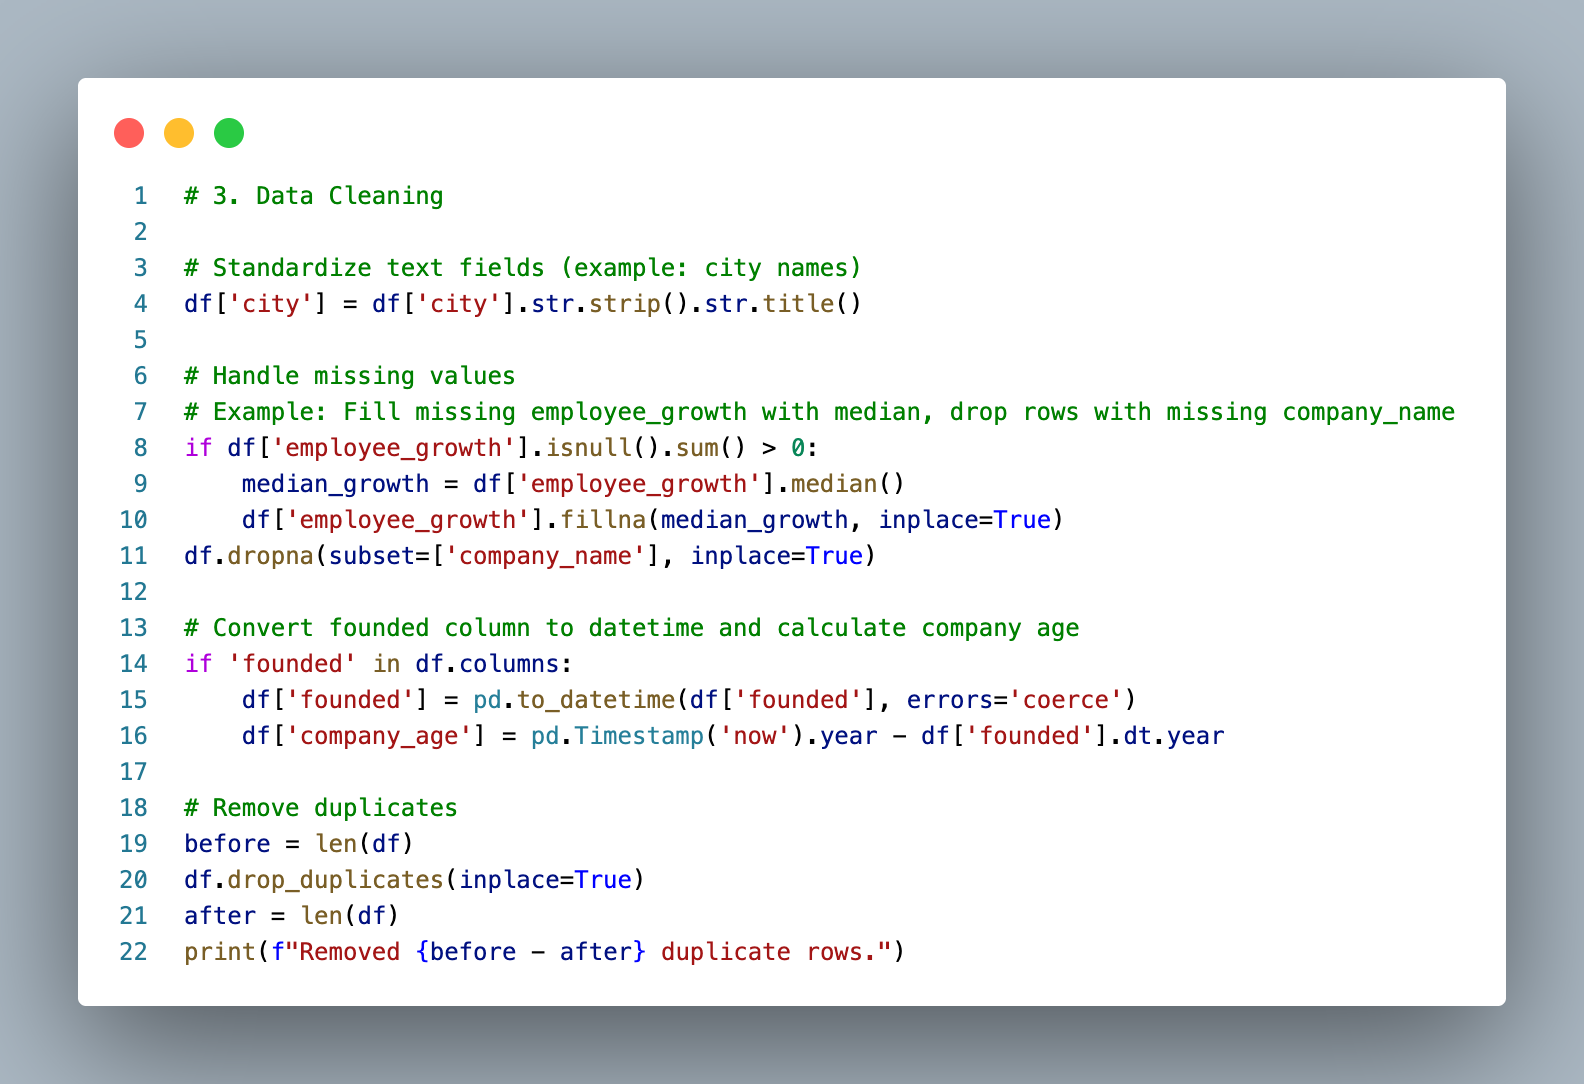 1 # 3. Data Cleaning
2
3 # Standardize text fields (example: city names)
4 df['city'] = df['city'].str.strip().str.title()
5
6 # Handle missing values
7 # Example: Fill missing employee_growth with median, drop rows with missing company_name
8 if df['employee_growth'].isnull().sum() > 0:
9     median_growth = df['employee_growth'].median()
10     df['employee_growth'].fillna(median_growth, inplace=True)
11 df.dropna(subset=['company_name'], inplace=True)
12
13 # Convert founded column to datetime and calculate company age
14 if 'founded' in df.columns:
15     df['founded'] = pd.to_datetime(df['founded'], errors='coerce')
16     df['company_age'] = pd.Timestamp('now').year - df['founded'].dt.year
17
18 # Remove duplicates
19 before = len(df)
20 df.drop_duplicates(inplace=True)
21 after = len(df)
22 print(f"Removed {before - after} duplicate rows.")